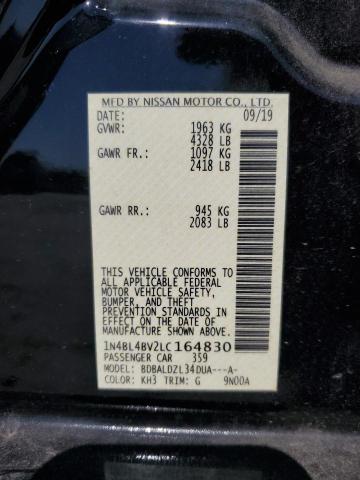 MFD BY NISSAN MOTOR CO., LTD.
DATE: 09/19
GVWR: 1963 KG
4328 LB
GAWR FR.: 1097 KG
2418 LB
GAWR RR.: 945 KG
2083 LB
THIS VEHICLE CONFORMS TO
ALL APPLICABLE FEDERAL
MOTOR VEHICLE SAFETY,
BUMPER, AND THEFT
PREVENTION STANDARDS IN
EFFECT ON THE DATE OF
MANUFACTURE SHOWN ABOVE.
1N4BL4BV2LC164830
PASSENGER CAR 359
MODEL: BDBALDZL34DUA---A-
COLOR: KH3 TRIM: G 9N00A